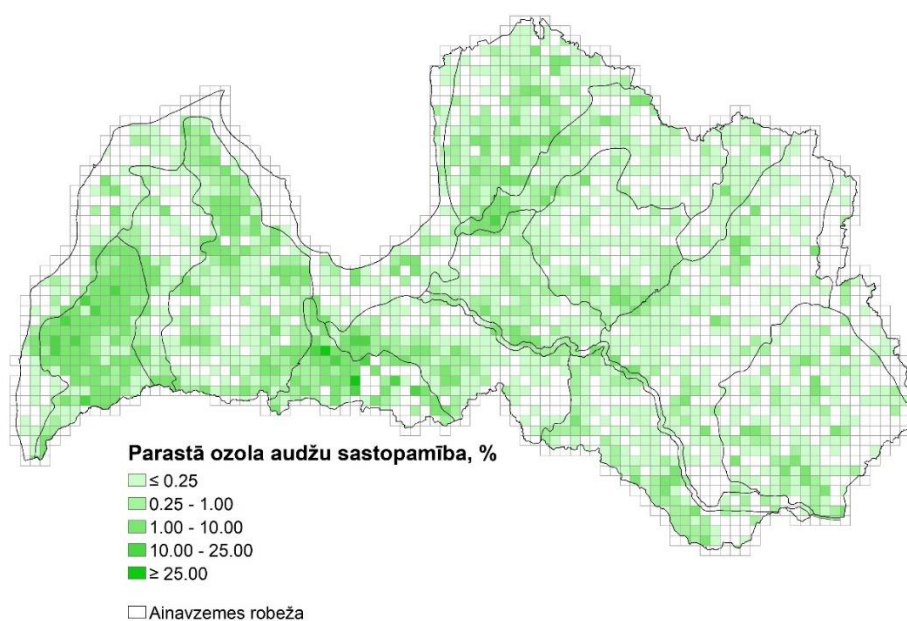 Parastā ozola audžu sastopamība, %
≤ 0.25
0.25 - 1.00
1.00 - 10.00
10.00 - 25.00
≥ 25.00
Ainavzemes robeža